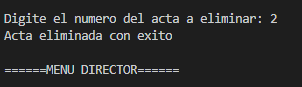 Digite el numero del acta a eliminar: 2
Acta eliminada con exito
======MENU DIRECTOR======